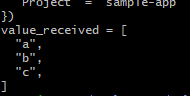 Project = "sample-app"
})
value_received = [
"a",
"b",
"c",
]